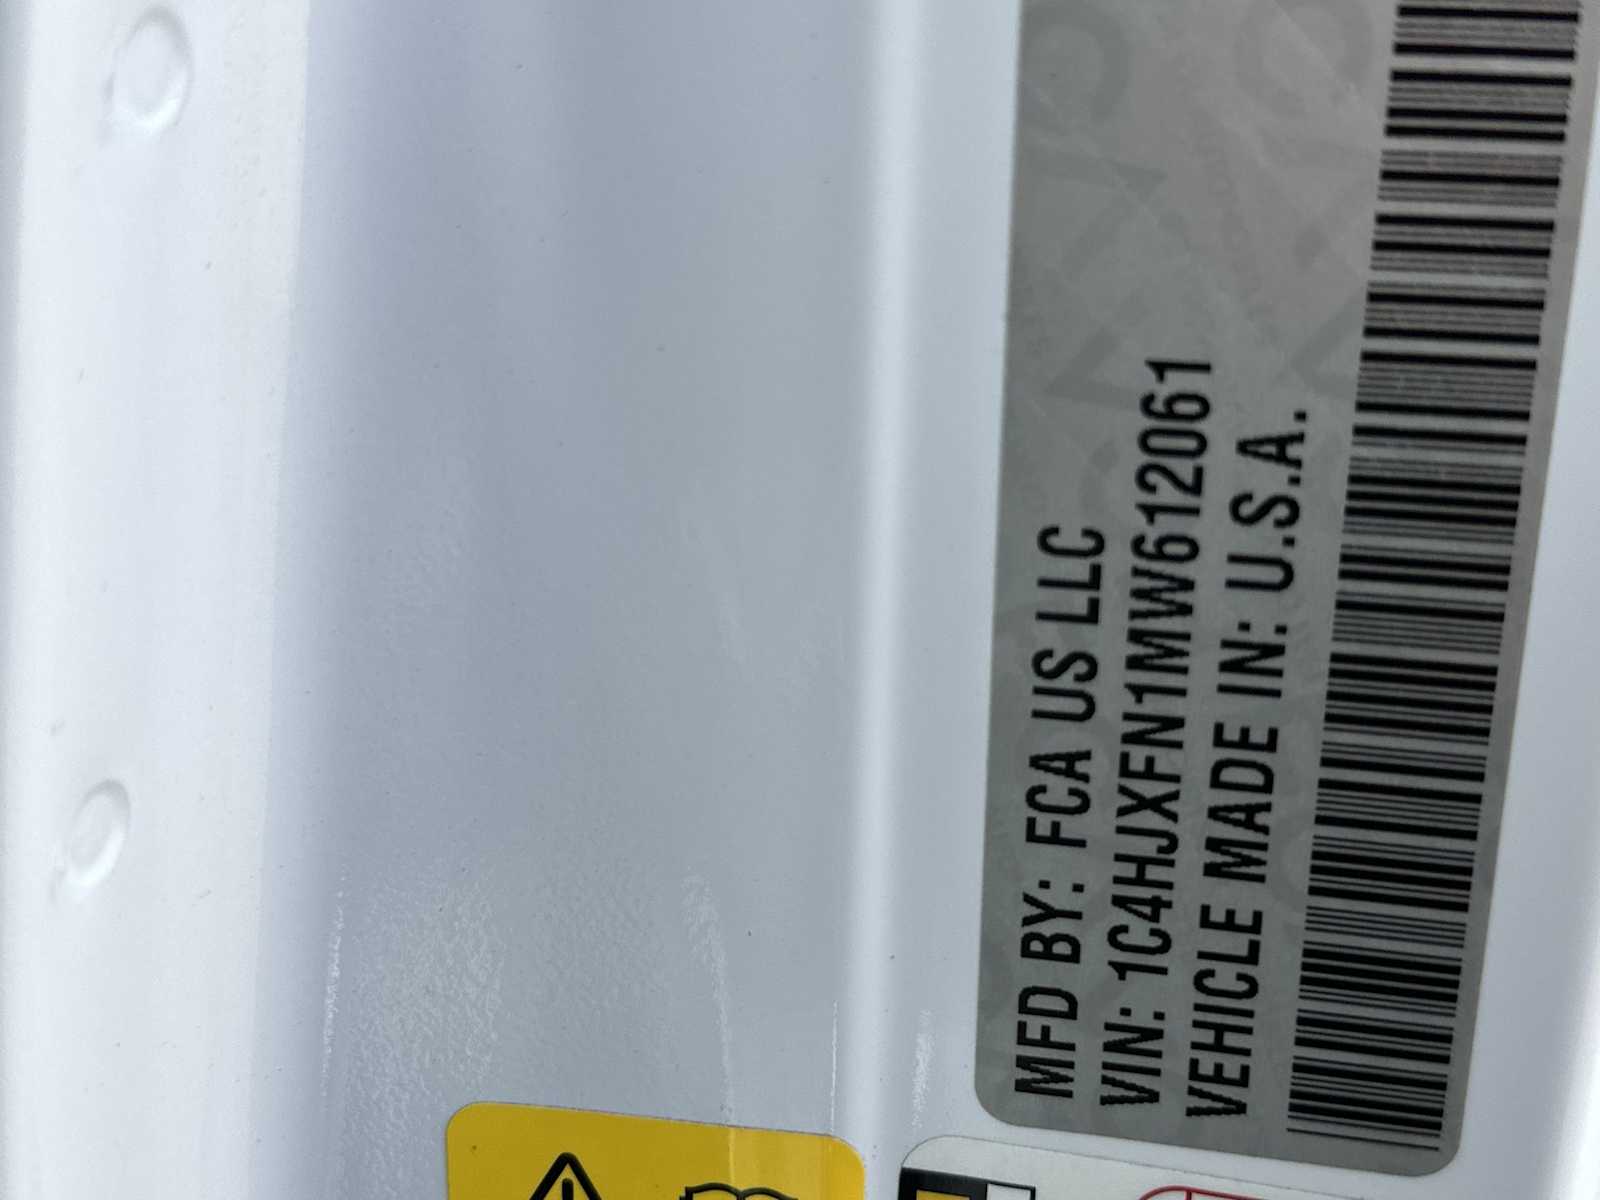 MFD BY: FCA US LLC
VIN: 1C4HJXFN1MW612061
VEHICLE MADE IN: U.S.A.